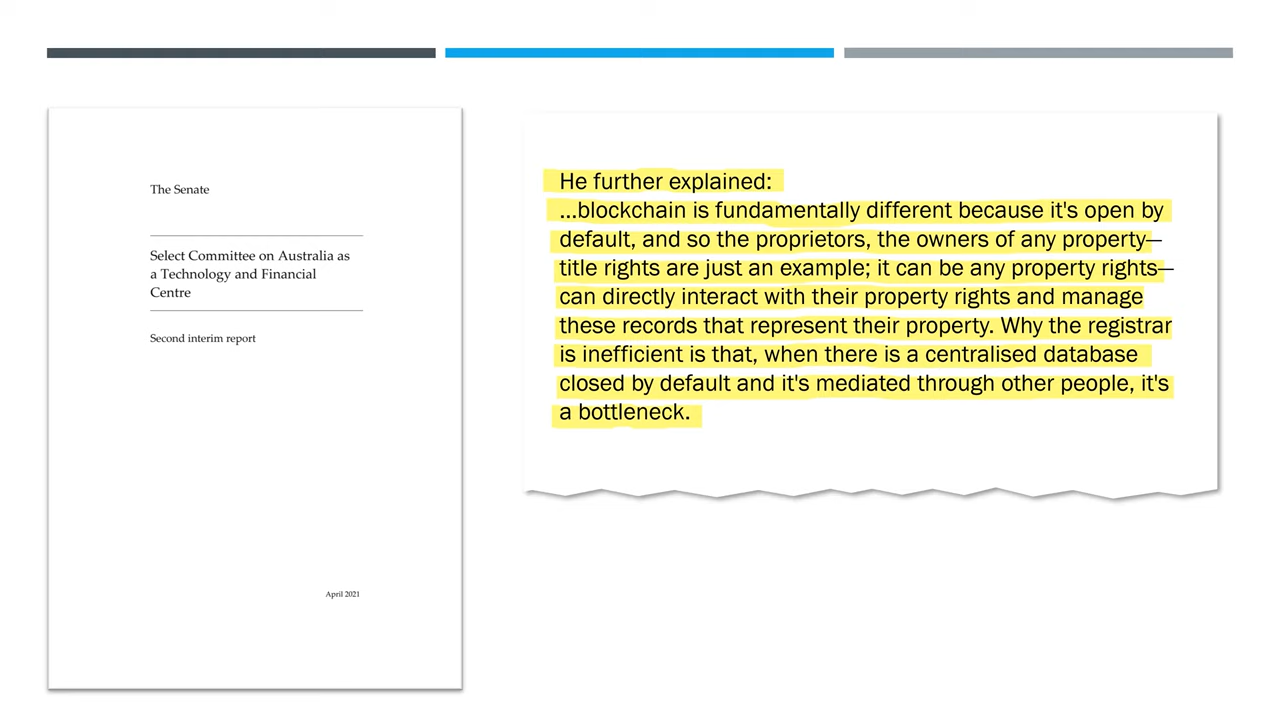 The Senate
Select Committee on Australia as
a Technology and Financial
Centre
Second interim report
April 2021
He further explained:
...blockchain is fundamentally different because it's open by
default, and so the proprietors, the owners of any property—
title rights are just an example; it can be any property rights—
can directly interact with their property rights and manage
these records that represent their property. Why the registrar
is inefficient is that, when there is a centralised database
closed by default and it's mediated through other people, it's
a bottleneck.